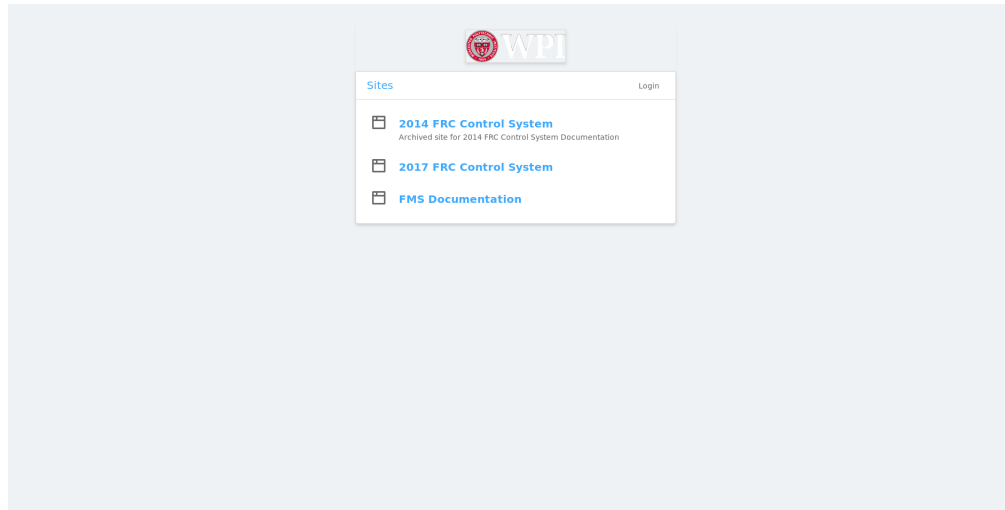 WPI
Sites
Login
2014 FRC Control System
Archived site for 2014 FRC Control System Documentation
2017 FRC Control System
FMS Documentation